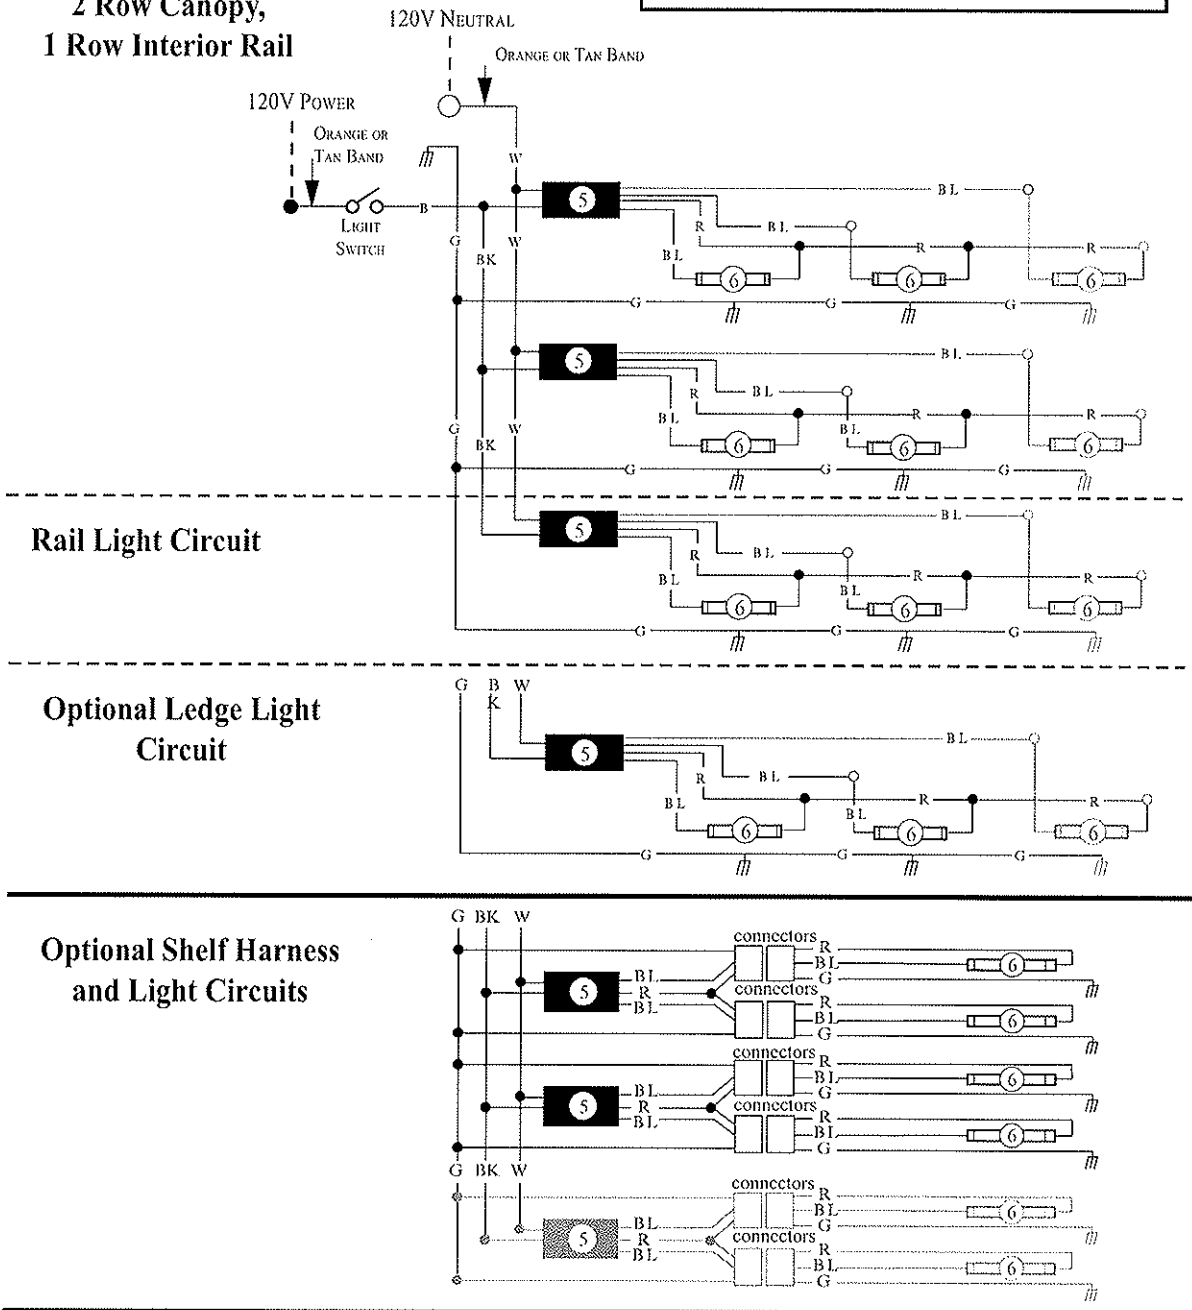 2 Row Canopy,
1 Row Interior Rail
120V NEUTRAL
ORANGE OR TAN BAND
120V POWER
ORANGE OR
TAN BAND
LIGHT
SWITCH
B
W
5
BL
G
BK
W
R
BL
R
R
BL
6
6
6
G
G
G
5
BL
R
BL
G
BK
W
BL
BL
R
R
6
6
6
G
G
G
Rail Light Circuit
5
BL
R
BL
BL
BL
R
R
6
6
6
G
G
G
Optional Ledge Light
Circuit
G
B
K
W
5
BL
R
BL
BL
BL
R
R
6
6
6
G
G
G
Optional Shelf Harness
and Light Circuits
G BK W
connectors
R
BL
G
6
5
BL
R
BL
connectors
R
BL
G
6
connectors
R
BL
G
6
5
BL
R
BL
connectors
R
BL
G
6
G BK W
connectors
R
BL
G
6
5
BL
R
BL
connectors
R
BL
G
6